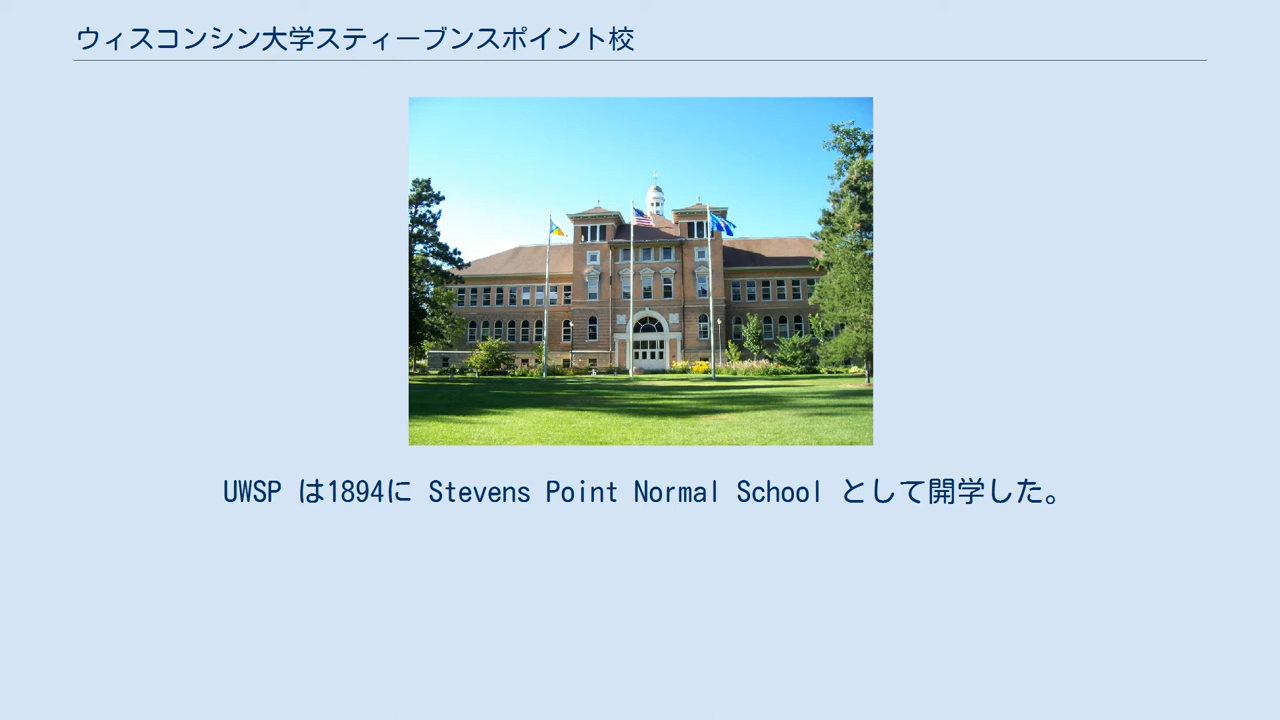 ウィスコンシン大学スティーブンスポイント校
UWSP は1894に Stevens Point Normal School として開学した。